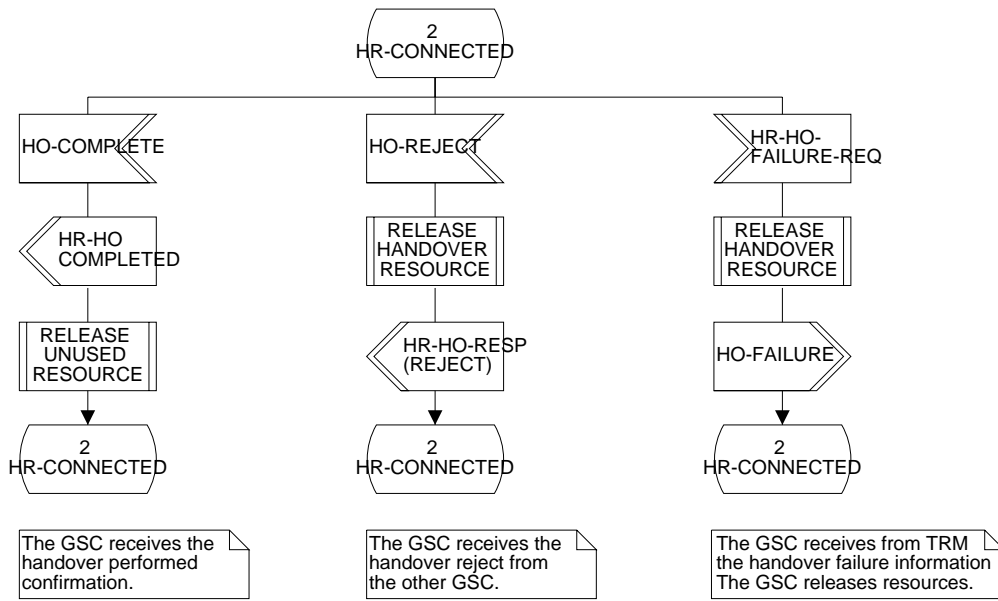 2
HR-CONNECTED
HO-COMPLETE
HO-REJECT
HR-HO-
FAILURE-REQ
HR-HO
COMPLETED
RELEASE
HANDOVER
RESOURCE
RELEASE
HANDOVER
RESOURCE
RELEASE
UNUSED
RESOURCE
HR-HO-RESP
(REJECT)
HO-FAILURE
2
HR-CONNECTED
2
HR-CONNECTED
2
HR-CONNECTED
The GSC receives the
handover performed
confirmation.
The GSC receives the
handover reject from
the other GSC.
The GSC receives from TRM
the handover failure information
The GSC releases resources.